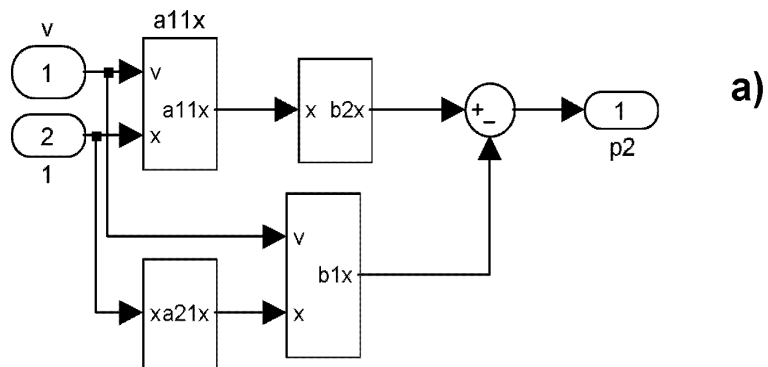 a11x
v
1
v
a11x
x
x b2x
+
−
1
p2
a)
2
1
v
b1x
x
xa21x